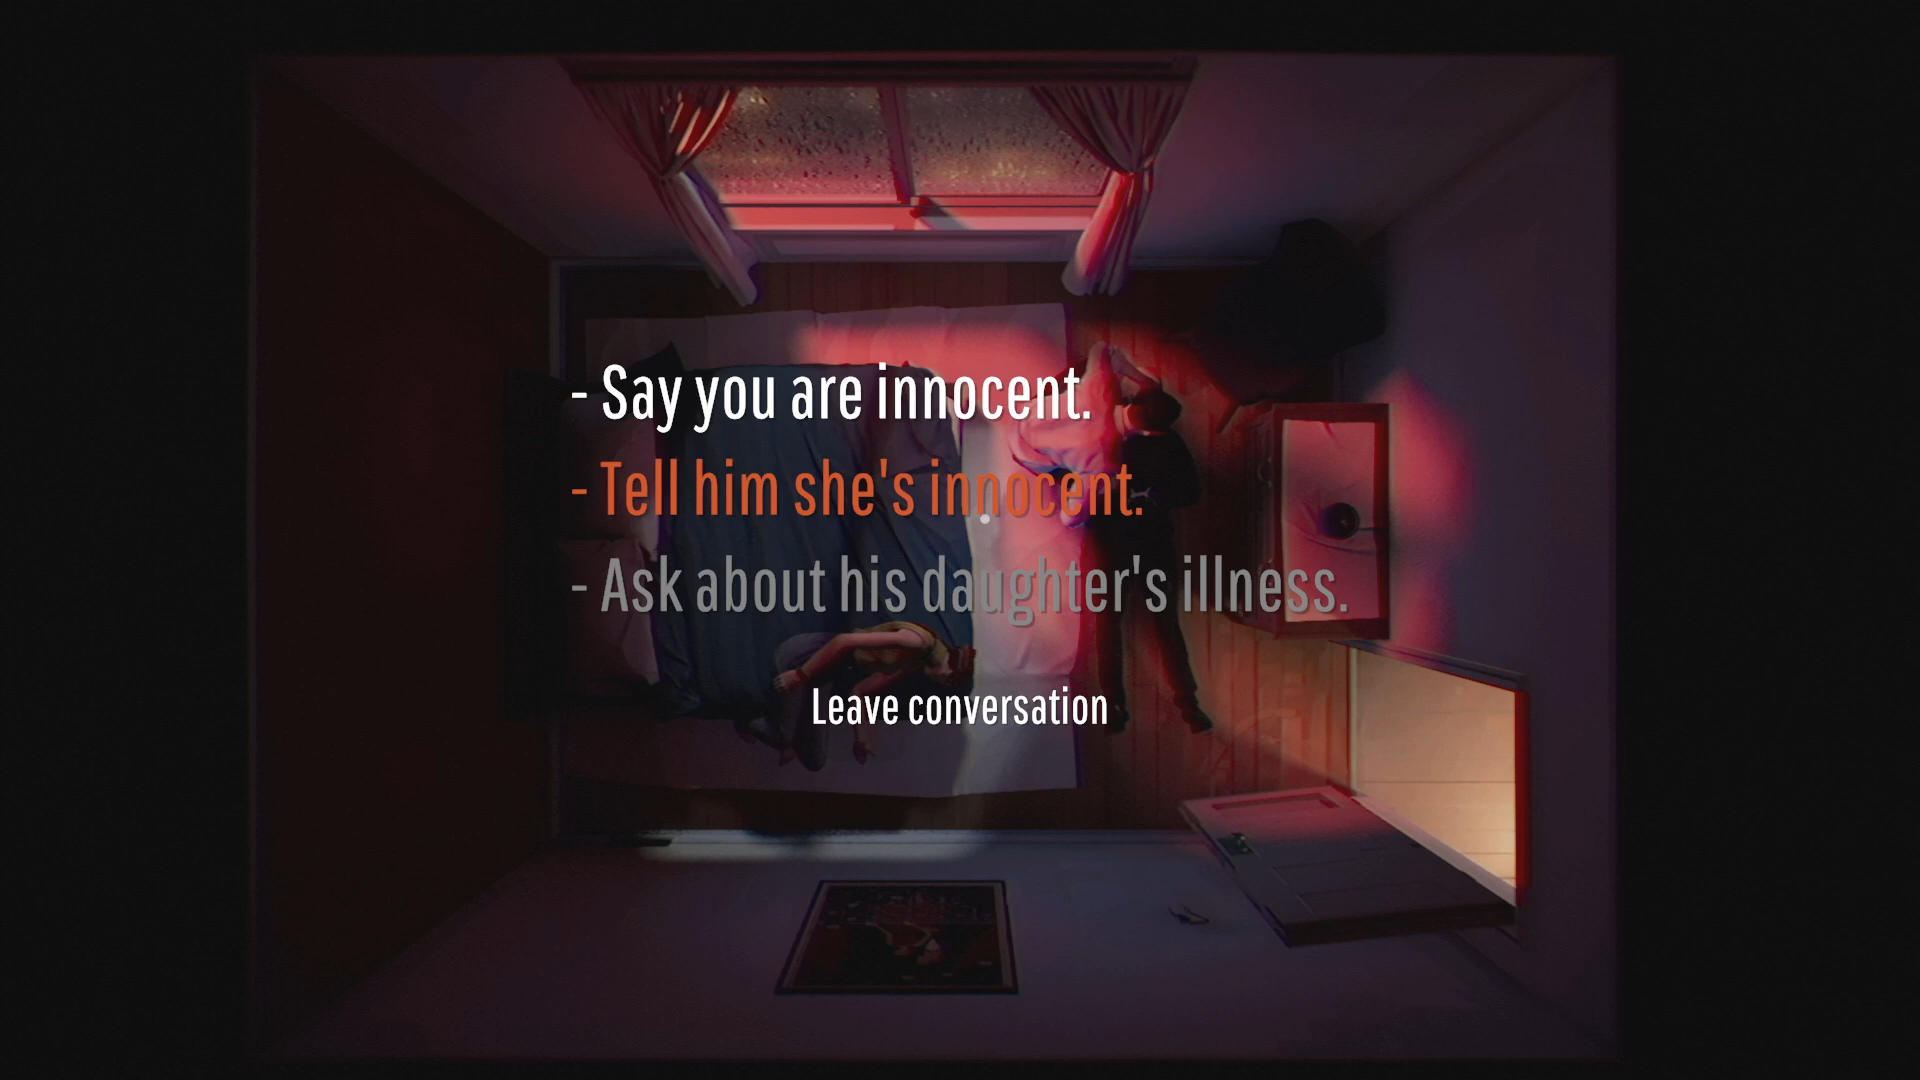 - Say you are innocent.
- Tell him she's innocent.
- Ask about his daughter's illness.
Leave conversation